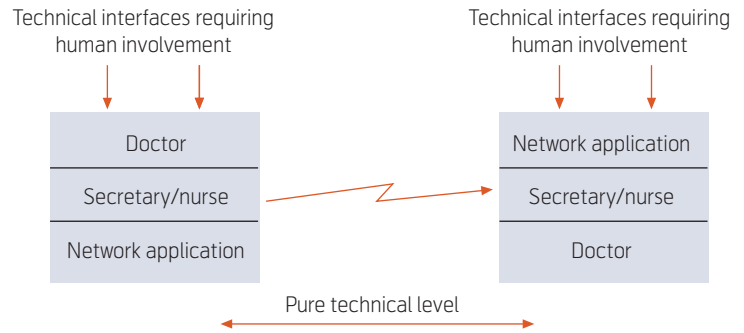 Technical interfaces requiring
human involvement
Technical interfaces requiring
human involvement
Doctor
Secretary/nurse
Network application
Network application
Secretary/nurse
Doctor
Pure technical level